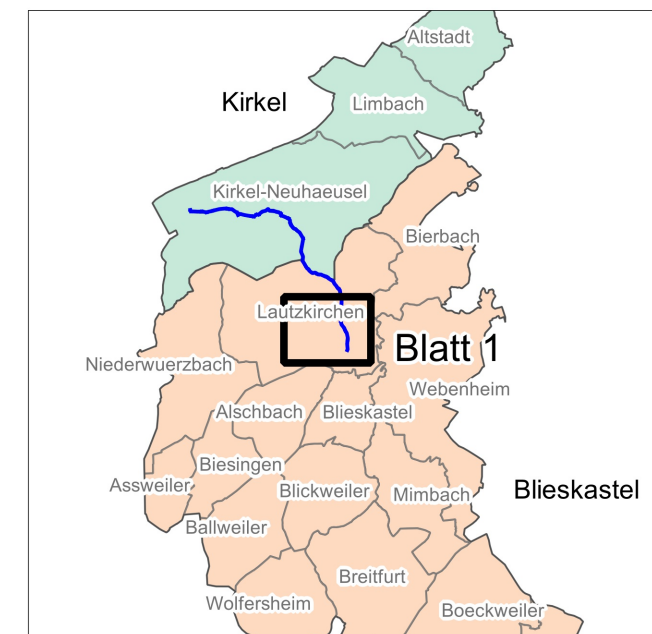 Altstadt
Kirkel
Limbach
Kirkel-Neuhaeusel
Bierbach
Lautzkirchen
Blatt 1
Niederwuerzbach
Webenheim
Alschbach
Blieskastel
Biesingen
Assweiler
Blickweiler
Mimbach
Blieskastel
Ballweiler
Breitfurt
Wolfersheim
Boeckweiler